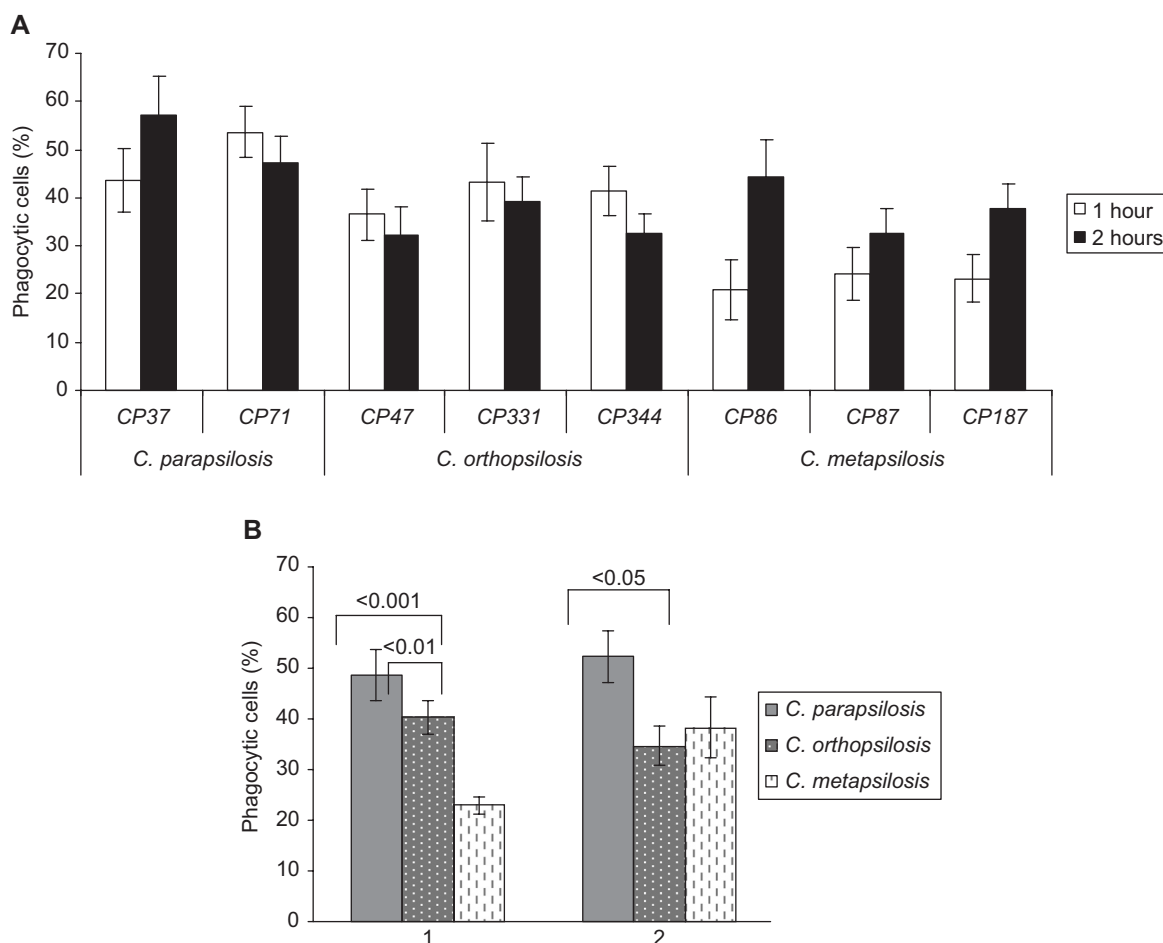 A
Phagocytic cells (%)
70
60
50
40
30
20
10
0
CP37 CP71 CP47 CP331 CP344 CP86 CP87 CP187
C. parapsilosis C. orthopsilosis C. metapsilosis
1 hour
2 hours
B
Phagocytic cells (%)
70
60
50
40
30
20
10
0
<0.001
<0.01
<0.05
1 2
C. parapsilosis
C. orthopsilosis
C. metapsilosis